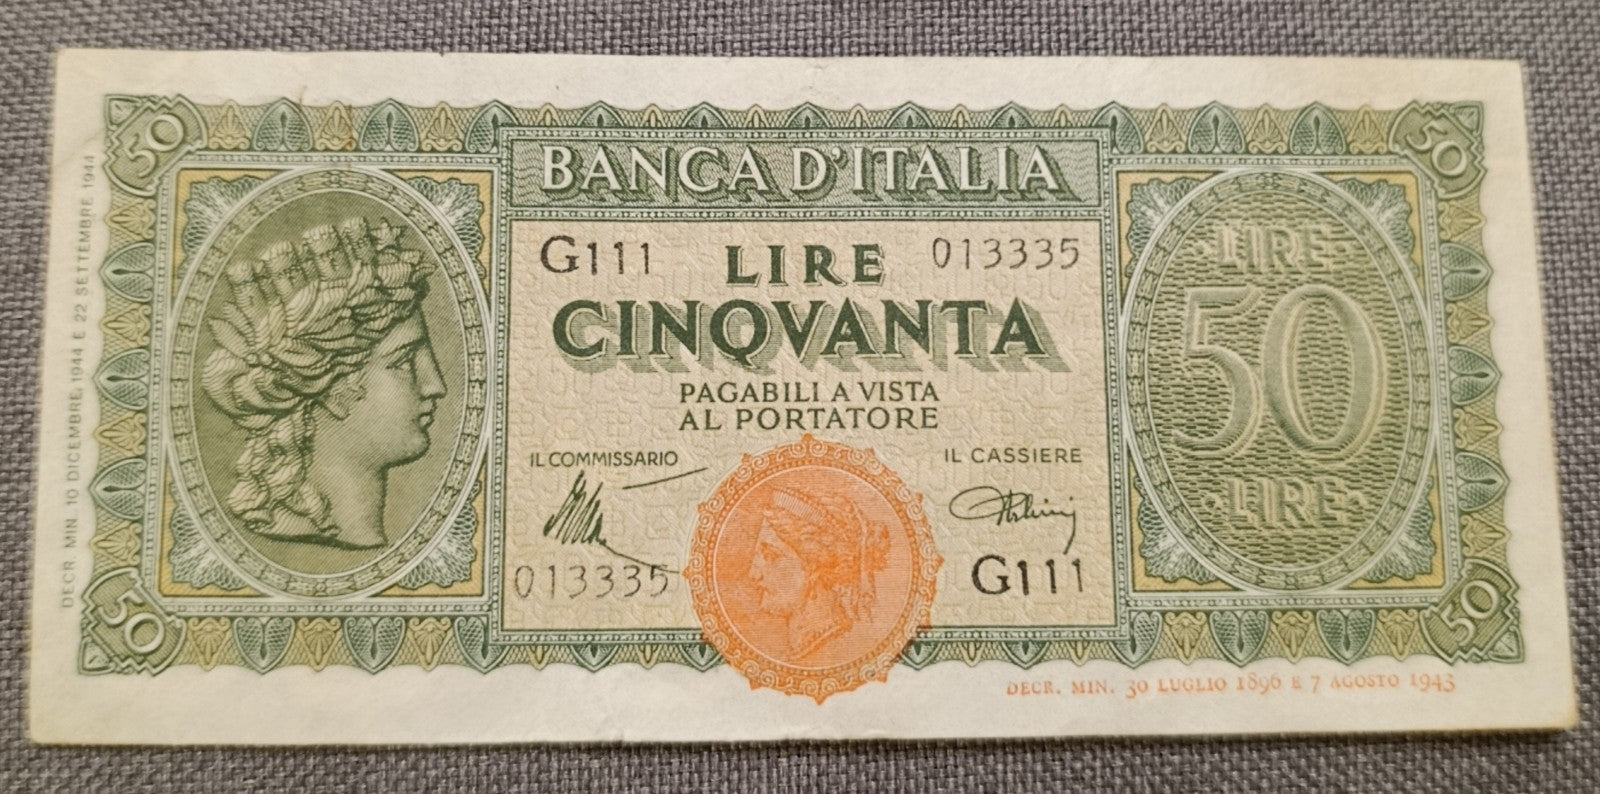 50
50
BANCA D'ITALIA
G111
013335
LIRE
CINQVANTA
PAGABILI A VISTA
AL PORTATORE
IL COMMISSARIO
IL CASSIERE
013335
G111
LIRE
50
LIRE
50
50
DECR. MIN. 10 DICEMBRE, 1944 E 22 SETTEMBRE 1944
DECR. MIN. 30 LUGLIO 1896 E 7 AGOSTO 1943